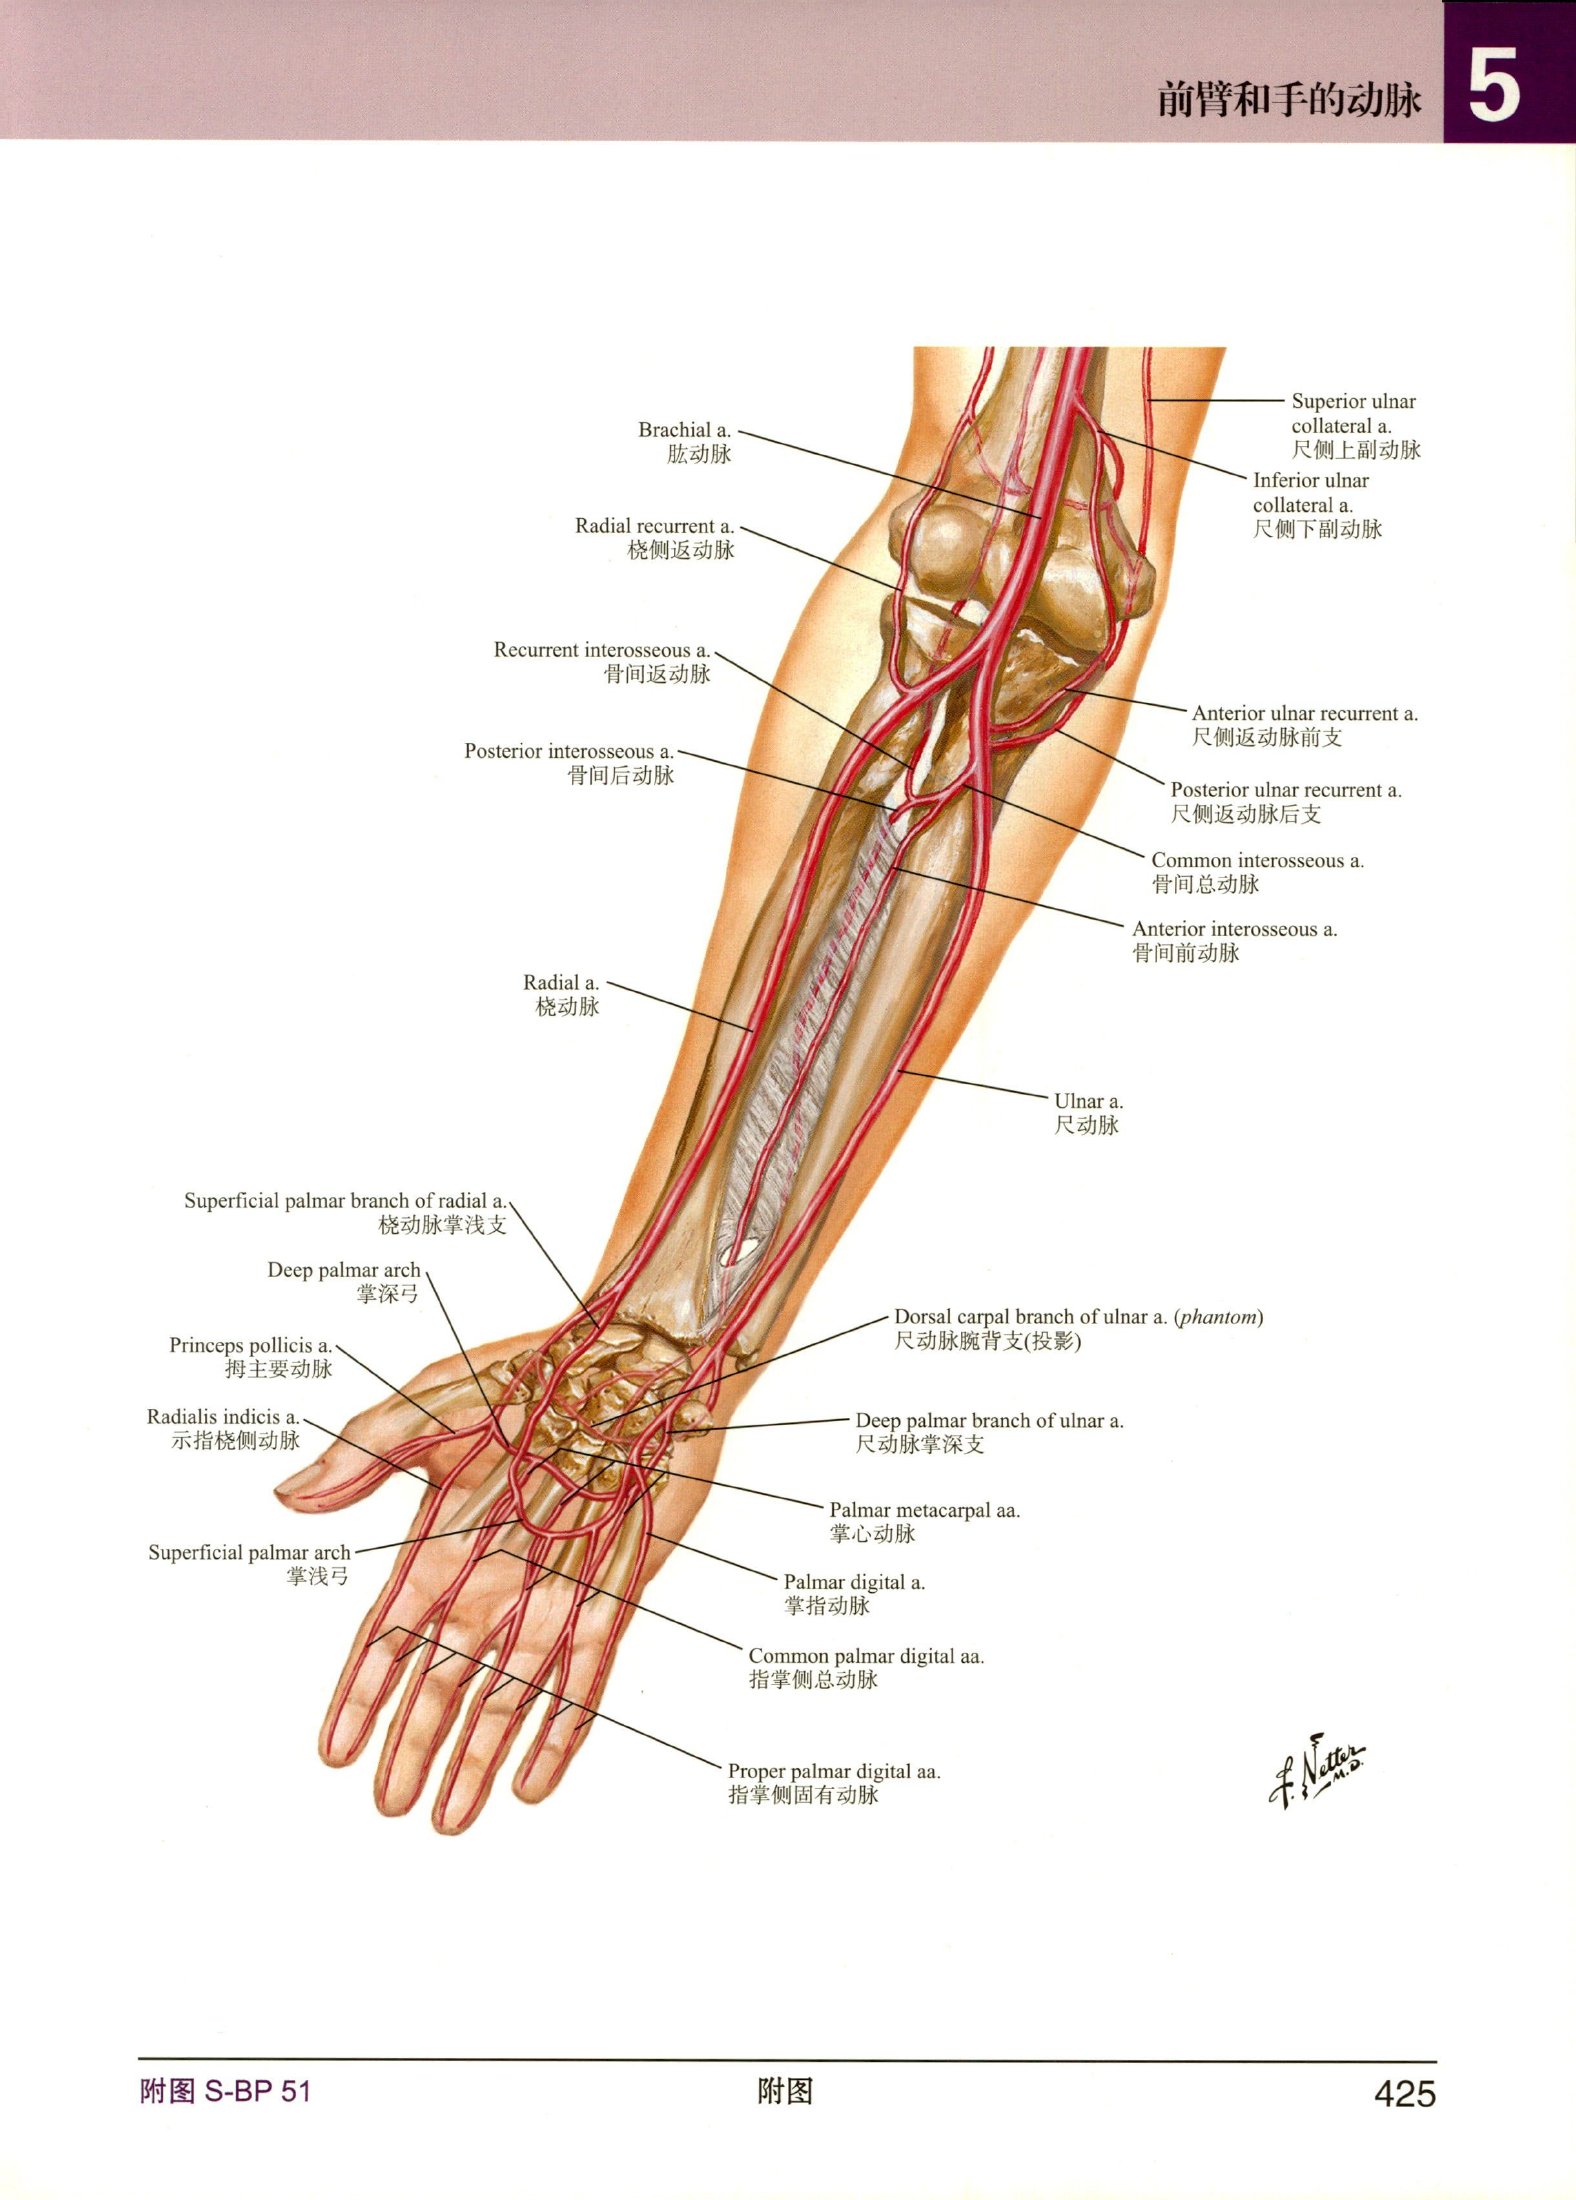 前臂和手的动脉
5
Brachial a.
肱动脉
Radial recurrent a.
桡侧返动脉
Recurrent interosseous a.
骨间返动脉
Posterior interosseous a.
骨间后动脉
Radial a.
桡动脉
Superficial palmar branch of radial a.
桡动脉掌浅支
Deep palmar arch
掌深弓
Princeps pollicis a.
拇主要动脉
Radialis indicis a.
示指桡侧动脉
Superficial palmar arch
掌浅弓
Superior ulnar
collateral a.
尺侧上副动脉
Inferior ulnar
collateral a.
尺侧下副动脉
Anterior ulnar recurrent a.
尺侧返动脉前支
Posterior ulnar recurrent a.
尺侧返动脉后支
Common interosseous a.
骨间总动脉
Anterior interosseous a.
骨间前动脉
Ulnar a.
尺动脉
Dorsal carpal branch of ulnar a. (phantom)
尺动脉腕背支(投影)
Deep palmar branch of ulnar a.
尺动脉掌深支
Palmar metacarpal aa.
掌心动脉
Palmar digital a.
掌指动脉
Common palmar digital aa.
指掌侧总动脉
Proper palmar digital aa.
指掌侧固有动脉
F. Netter
M.D.
附图 S-BP 51
附图
425